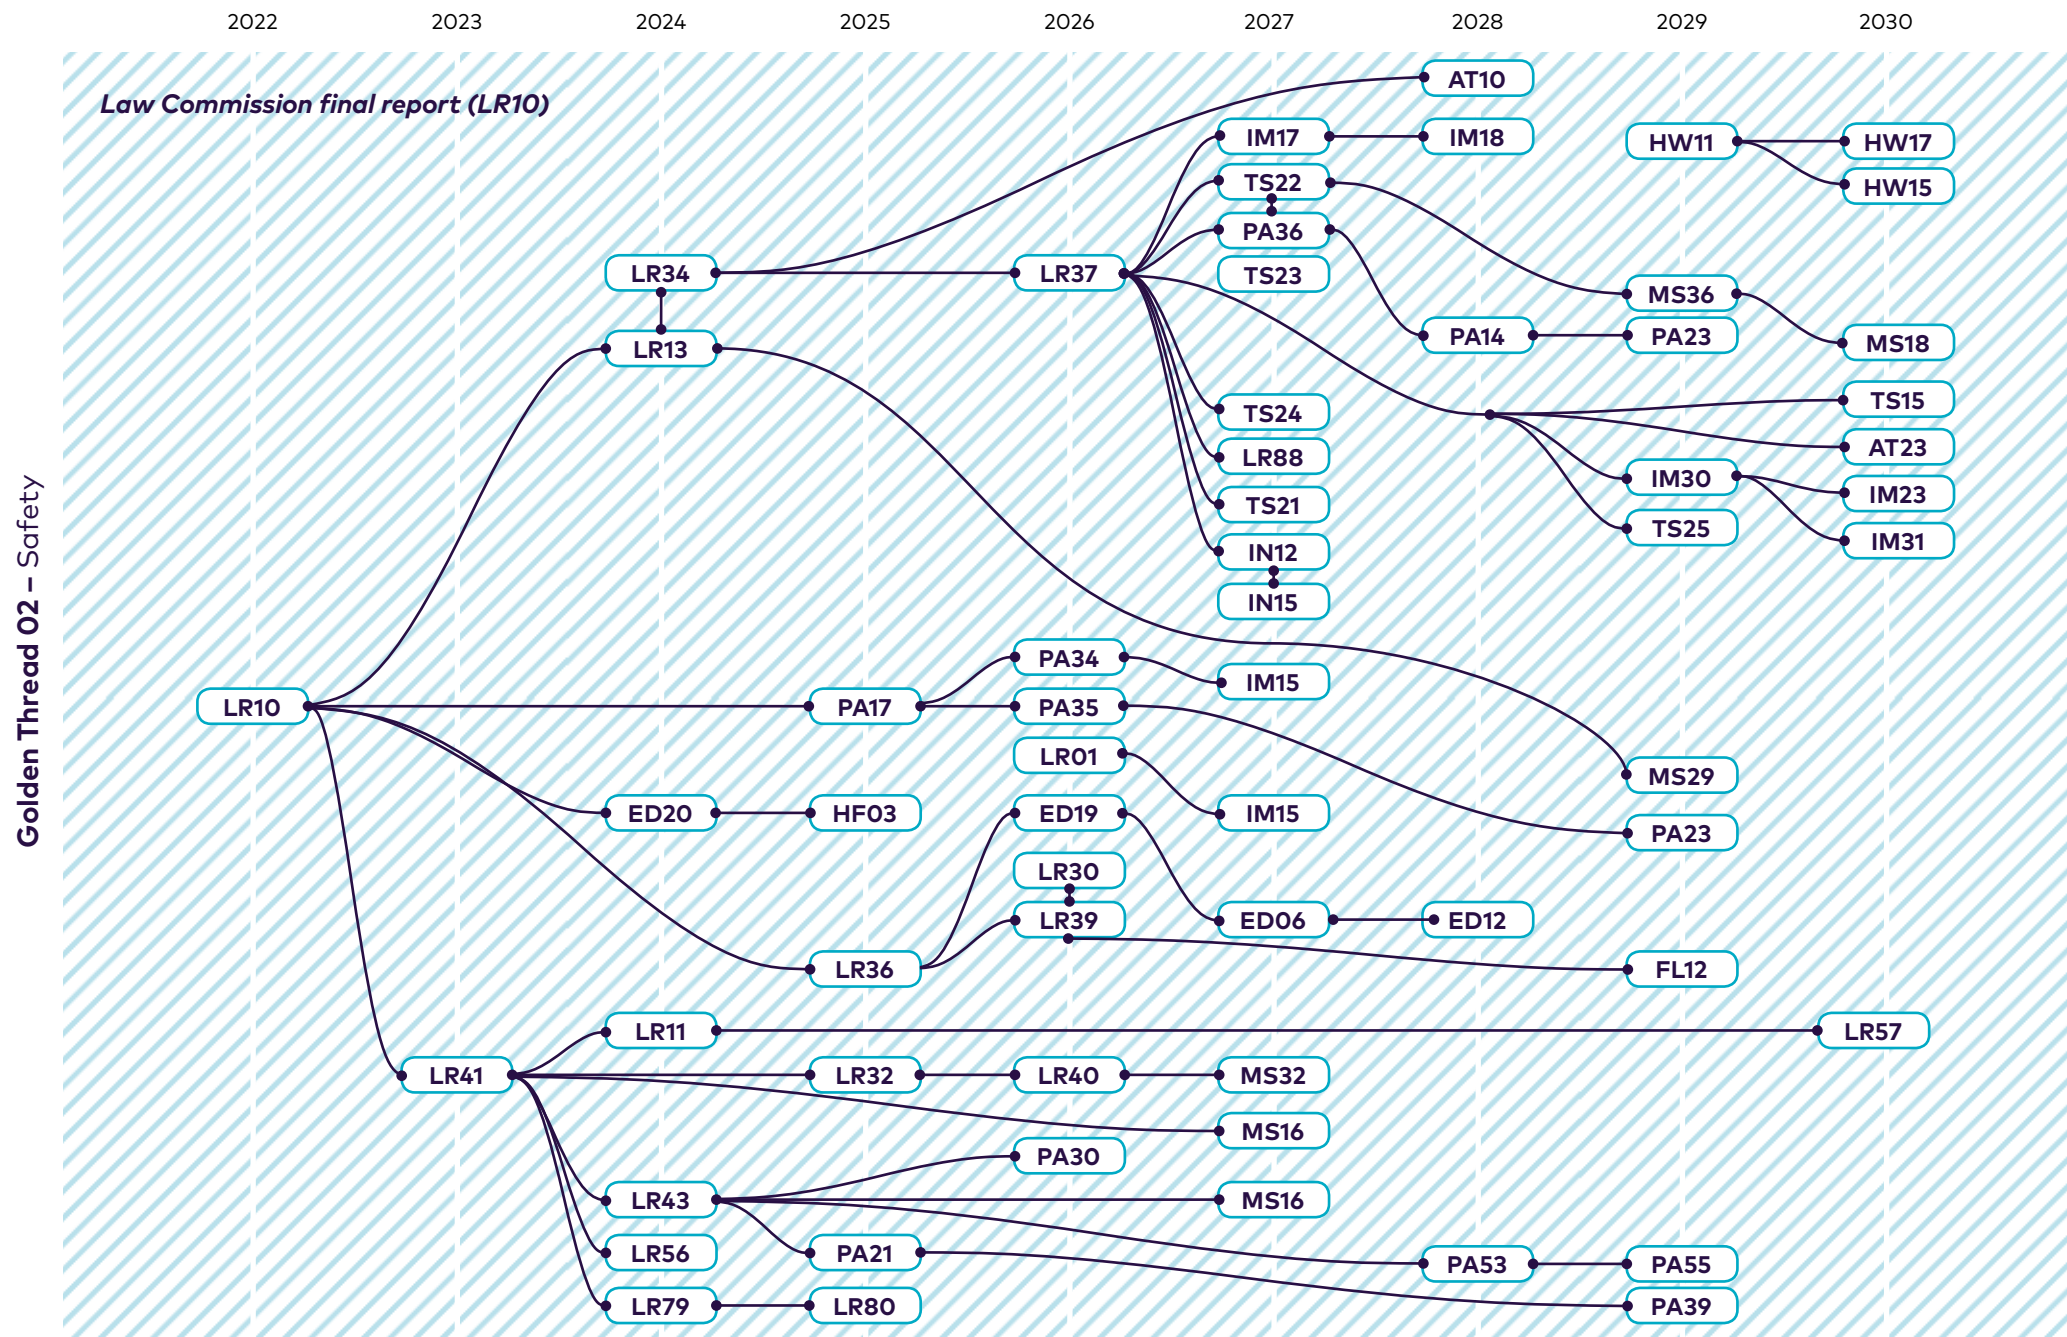 2022 2023 2024 2025 2026 2027 2028 2029 2030
Golden Thread 02 – Safety
Law Commission final report (LR10)
AT10
IM17 IM18 HW11 HW17
TS22 HW15
PA36
LR34 LR37 TS23
MS36
LR13 PA14 PA23 MS18
TS15
TS24
AT23
LR88
IM30 IM23
TS21 TS25
IN12 IM31
IN15
PA34
IM15
LR10 PA17 PA35
LR01
MS29
ED20 HF03 ED19 IM15
PA23
LR30
LR39 ED06 ED12
LR36 FL12
LR11 LR57
LR41 LR32 LR40 MS32
MS16
PA30
LR43 MS16
LR56 PA21
PA53 PA55
LR79 LR80 PA39